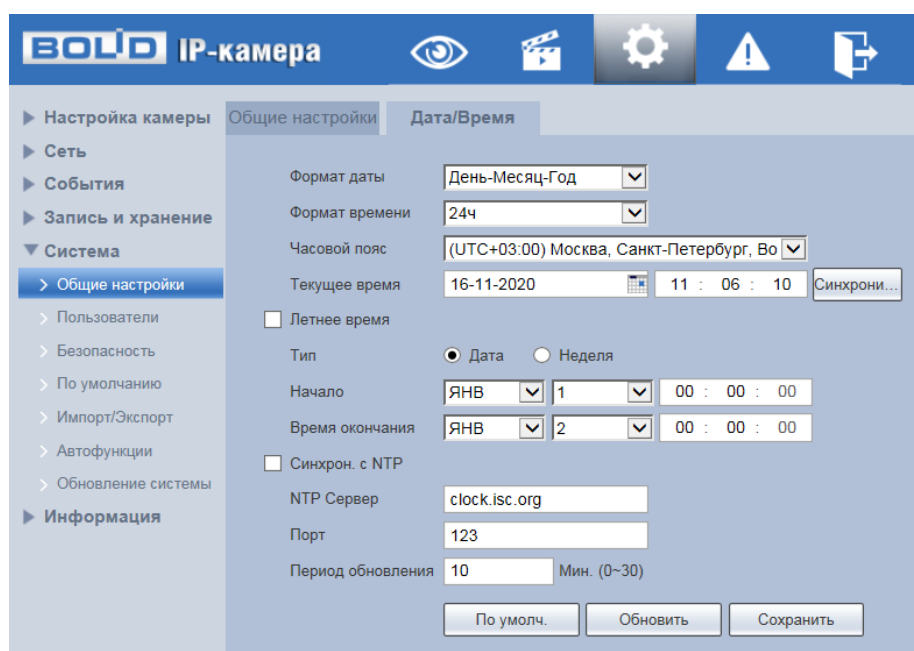 BOLID IP-камера
Настройка камеры
Сеть
События
Запись и хранение
Система
Общие настройки
Пользователи
Безопасность
По умолчанию
Импорт/Экспорт
Автофункции
Обновление системы
Информация
Общие настройки Дата/Время
Формат даты День-Месяц-Год
Формат времени 24ч
Часовой пояс (UTC+03:00) Москва, Санкт-Петербург, Во
Текущее время 16-11-2020 11 : 06 : 10 Синхрони...
Летнее время
Тип Дата Неделя
Начало ЯНВ 1 00 : 00 : 00
Время окончания ЯНВ 2 00 : 00 : 00
Синхрон. с NTP
NTP Сервер clock.isc.org
Порт 123
Период обновления 10 Мин. (0~30)
По умолч. Обновить Сохранить